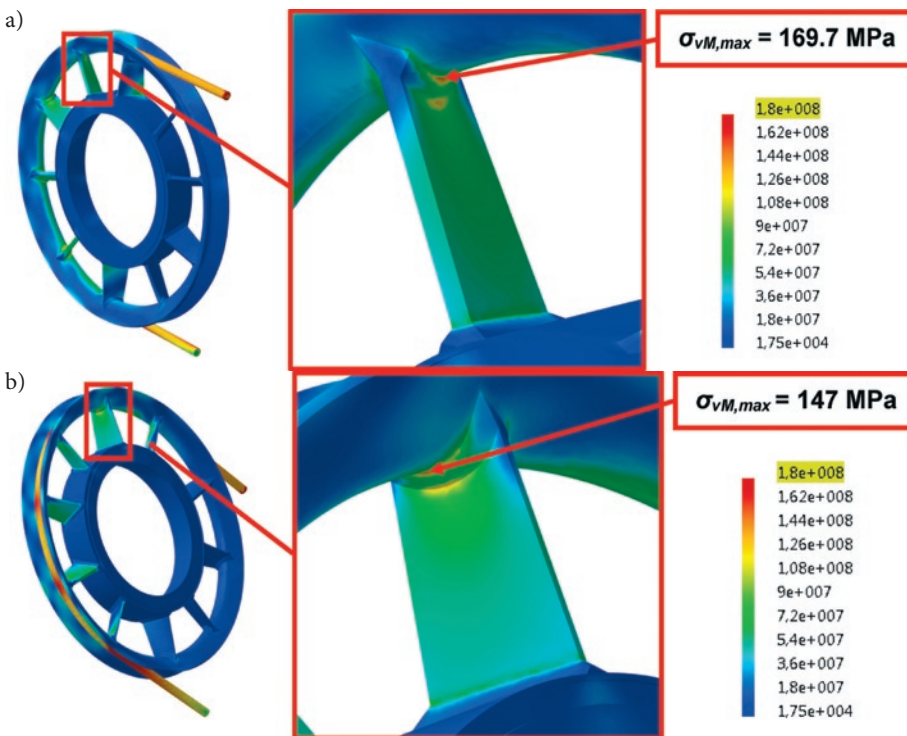 a)
σvM,max = 169.7 MPa
1,8e+008
1,62e+008
1,44e+008
1,26e+008
1,08e+008
9e+007
7,2e+007
5,4e+007
3,6e+007
1,8e+007
1,75e+004
b)
σvM,max = 147 MPa
1,8e+008
1,62e+008
1,44e+008
1,26e+008
1,08e+008
9e+007
7,2e+007
5,4e+007
3,6e+007
1,8e+007
1,75e+004